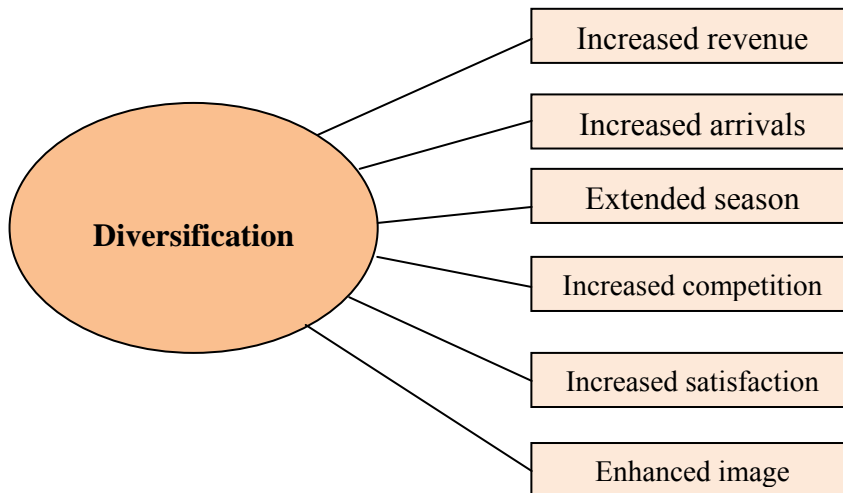 Increased revenue
Increased arrivals
Extended season
Diversification
Increased competition
Increased satisfaction
Enhanced image